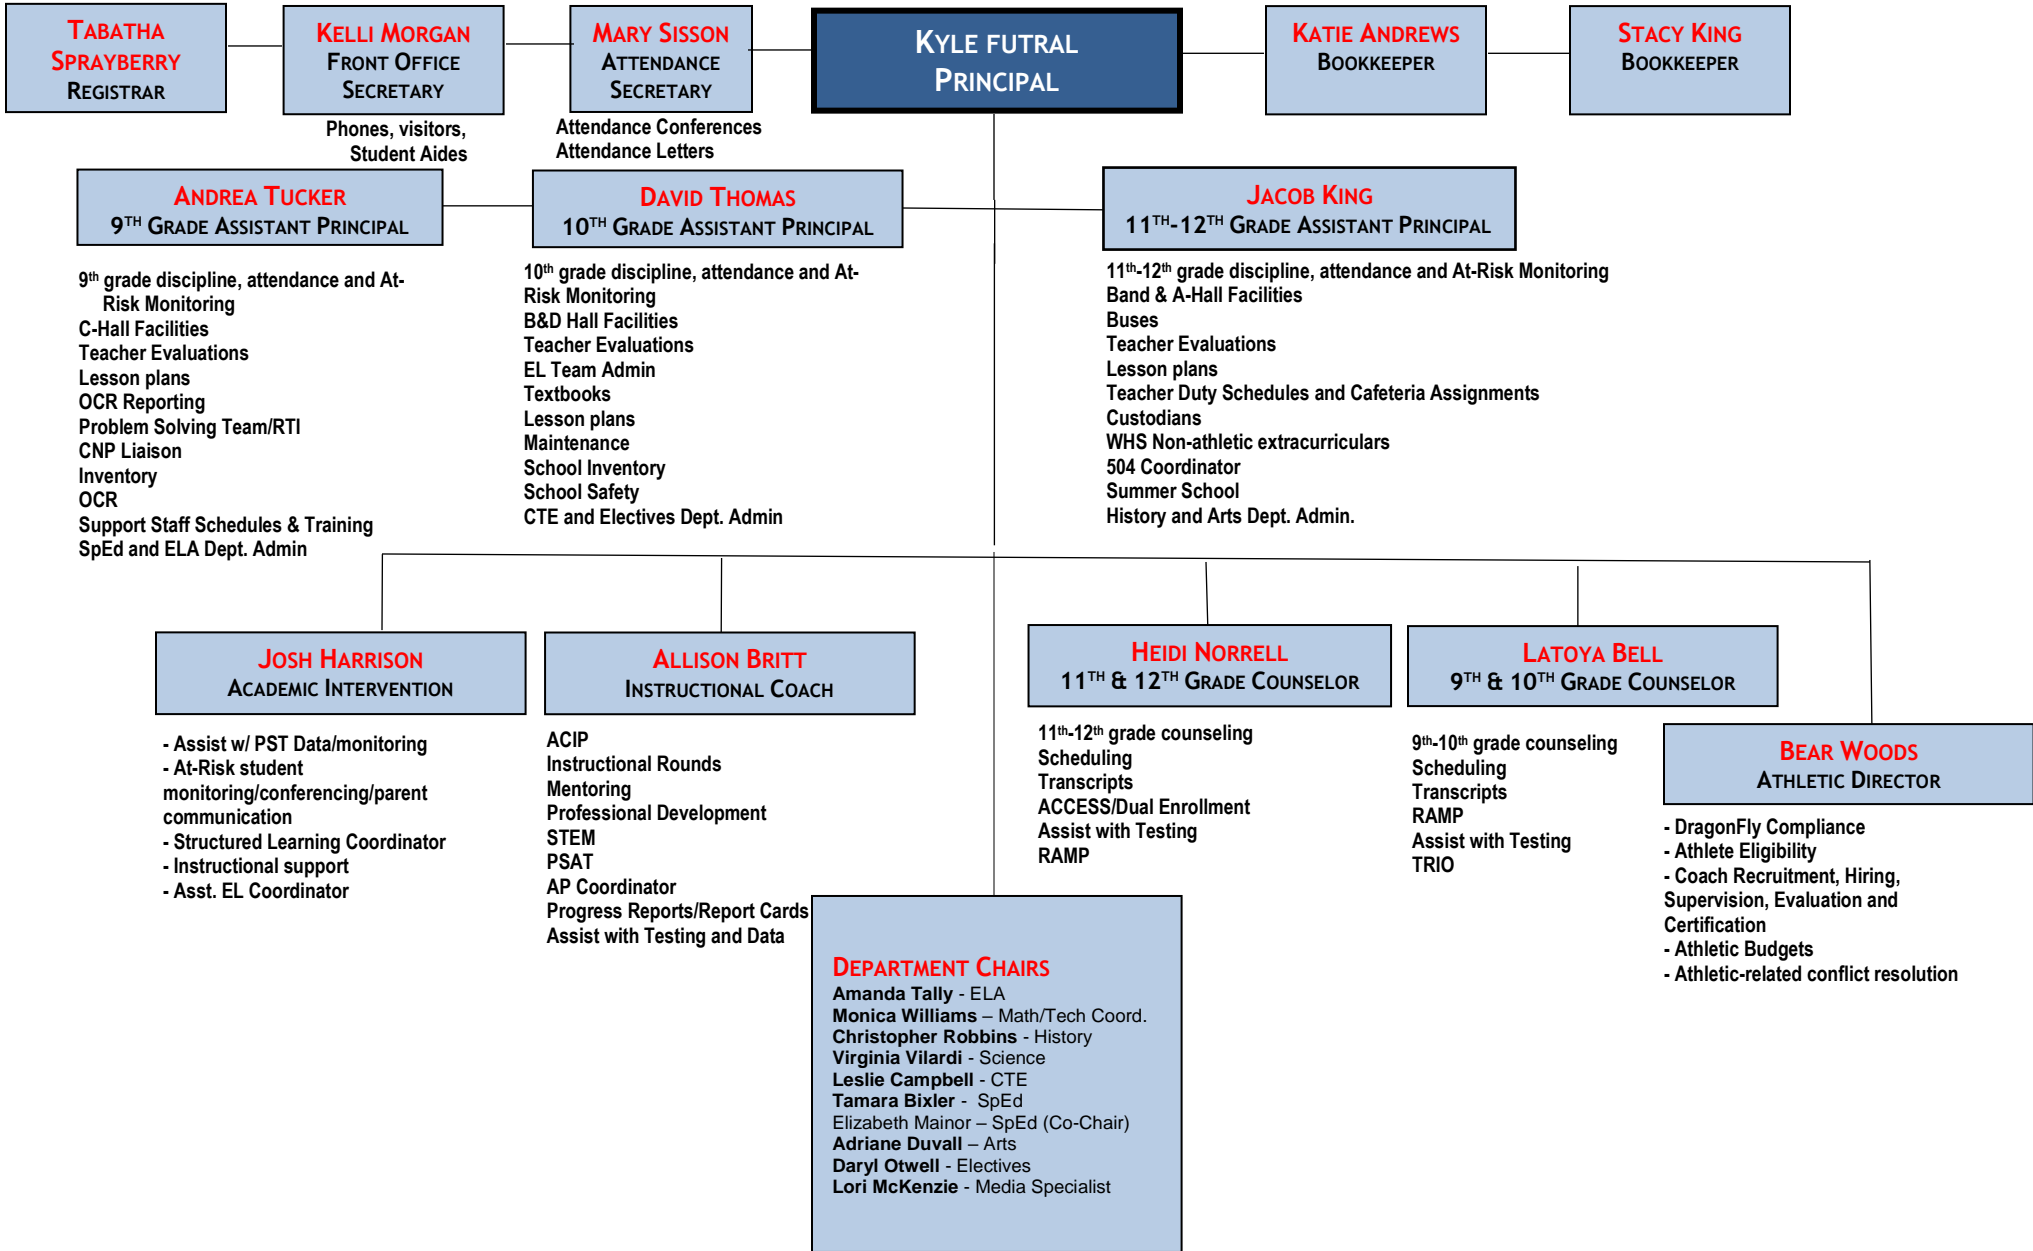 TABATHA
SPRAYBERRY
REGISTRAR
KELLI MORGAN
FRONT OFFICE
SECRETARY
Phones, visitors,
Student Aides
MARY SISSON
ATTENDANCE
SECRETARY
Attendance Conferences
Attendance Letters
KYLE FUTRAL
PRINCIPAL
KATIE ANDREWS
BOOKKEEPER
STACY KING
BOOKKEEPER
ANDREA TUCKER
9TH GRADE ASSISTANT PRINCIPAL
9th grade discipline, attendance and At-
Risk Monitoring
C-Hall Facilities
Teacher Evaluations
Lesson plans
OCR Reporting
Problem Solving Team/RTI
CNP Liaison
Inventory
OCR
Support Staff Schedules & Training
SpEd and ELA Dept. Admin
DAVID THOMAS
10TH GRADE ASSISTANT PRINCIPAL
10th grade discipline, attendance and At-
Risk Monitoring
B&D Hall Facilities
Teacher Evaluations
EL Team Admin
Textbooks
Lesson plans
Maintenance
School Inventory
School Safety
CTE and Electives Dept. Admin
JACOB KING
11TH-12TH GRADE ASSISTANT PRINCIPAL
11th-12th grade discipline, attendance and At-Risk Monitoring
Band & A-Hall Facilities
Buses
Teacher Evaluations
Lesson plans
Teacher Duty Schedules and Cafeteria Assignments
Custodians
WHS Non-athletic extracurriculars
504 Coordinator
Summer School
History and Arts Dept. Admin.
JOSH HARRISON
ACADEMIC INTERVENTION
- Assist w/ PST Data/monitoring
- At-Risk student
monitoring/conferencing/parent
communication
- Structured Learning Coordinator
- Instructional support
- Asst. EL Coordinator
ALLISON BRITT
INSTRUCTIONAL COACH
ACIP
Instructional Rounds
Mentoring
Professional Development
STEM
PSAT
AP Coordinator
Progress Reports/Report Cards
Assist with Testing and Data
HEIDI NORRELL
11TH & 12TH GRADE COUNSELOR
11th-12th grade counseling
Scheduling
Transcripts
ACCESS/Dual Enrollment
Assist with Testing
RAMP
LATOYA BELL
9TH & 10TH GRADE COUNSELOR
9th-10th grade counseling
Scheduling
Transcripts
RAMP
Assist with Testing
TRIO
BEAR WOODS
ATHLETIC DIRECTOR
- DragonFly Compliance
- Athlete Eligibility
- Coach Recruitment, Hiring,
Supervision, Evaluation and
Certification
- Athletic Budgets
- Athletic-related conflict resolution
DEPARTMENT CHAIRS
Amanda Tally - ELA
Monica Williams – Math/Tech Coord.
Christopher Robbins - History
Virginia Vilardi - Science
Leslie Campbell - CTE
Tamara Bixler - SpEd
Elizabeth Mainor – SpEd (Co-Chair)
Adriane Duvall – Arts
Daryl Otwell - Electives
Lori McKenzie - Media Specialist